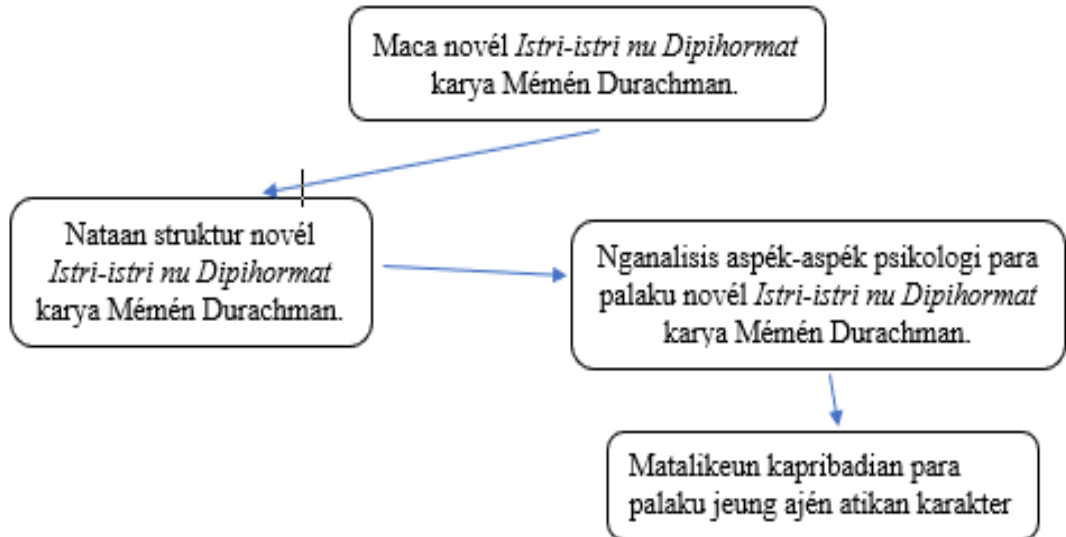 Maca novél Istri-istri nu Dipihormat
karya Mémén Durachman.
Nataan struktur novél
Istri-istri nu Dipihormat
karya Mémén Durachman.
Nganalisis aspék-aspék psikologi para
palaku novél Istri-istri nu Dipihormat
karya Mémén Durachman.
Matalikeun kapribadian para
palaku jeung ajén atikan karakter